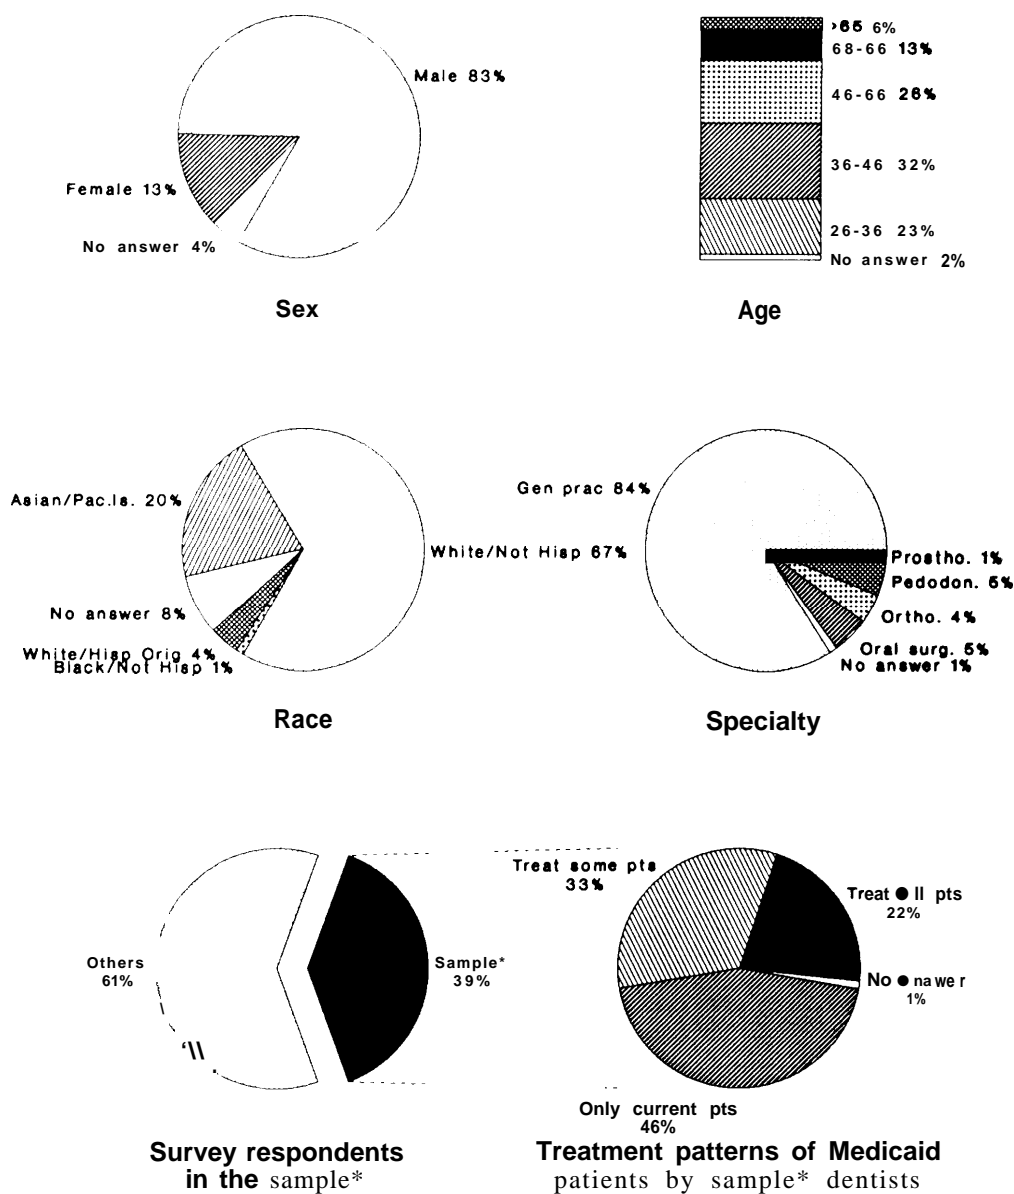 Male 83%
Female 13%
No answer 4%
Sex
>65 6%
68-66 13%
46-66 26%
36-46 32%
26-36 23%
No answer 2%
Age
Asian/Pac.Is. 20%
White/Not Hisp 67%
No answer 8%
White/Hisp Orig 4%
Black/Not Hisp 1%
Race
Gen prac 84%
Prostho. 1%
Pedodon. 5%
Ortho. 4%
Oral surg. 5%
No answer 1%
Specialty
Others
61%
Sample*
39%
'\\
Survey respondents
in the sample*
Treat some pts
33%
Treat ● ll pts
22%
No ● nawer
1%
Only current pts
46%
Treatment patterns of Medicaid
patients by sample* dentists